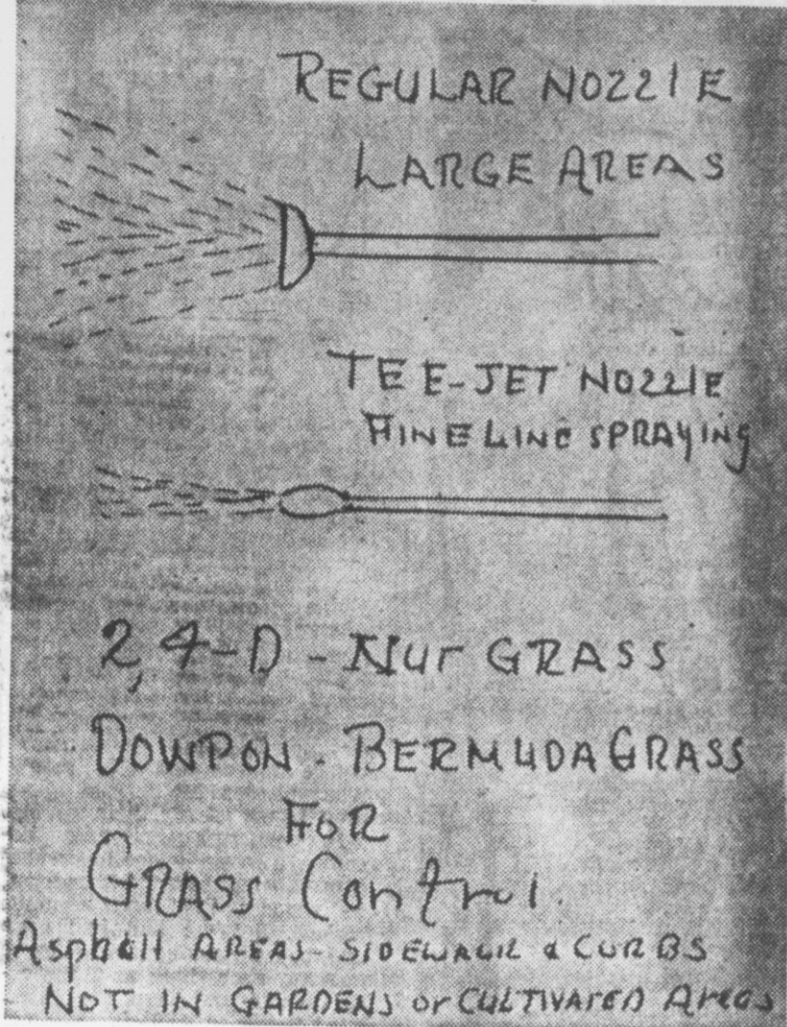 REGULAR NOZZLE
LARGE AREAS
TEE-JET NOZZLE
FINE LINE SPRAYING
2,4-D - NUT GRASS
DOWPON - BERMUDA GRASS
FOR
GRASS Control
Asphalt AREAS - SIDEWALK & CURBS
NOT IN GARDENS or CULTIVATED AREAS